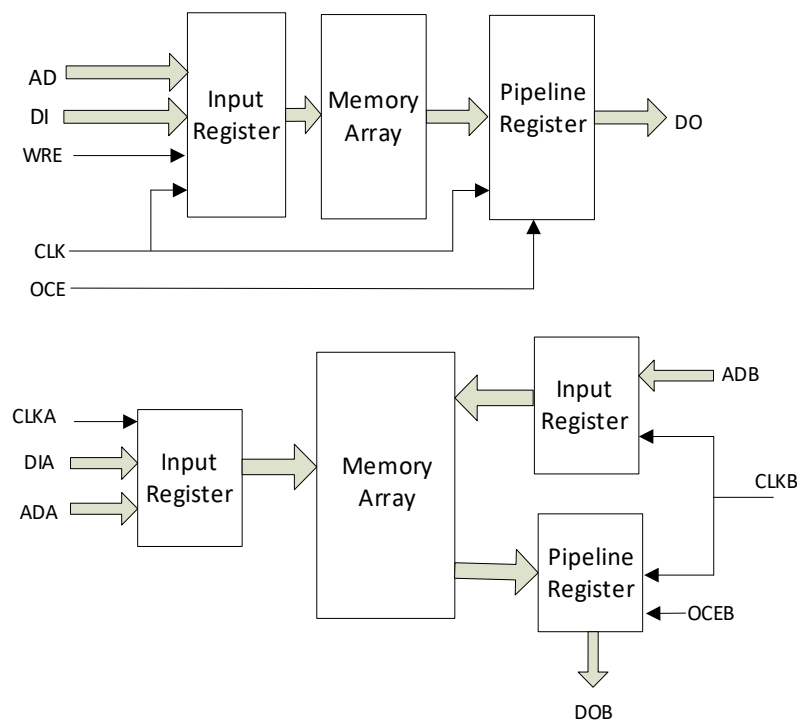 AD
DI
WRE
CLK
OCE
Input
Register
Memory
Array
Pipeline
Register
DO
CLKA
DIA
ADA
Input
Register
Memory
Array
Input
Register
ADB
CLKB
Pipeline
Register
OCEB
DOB